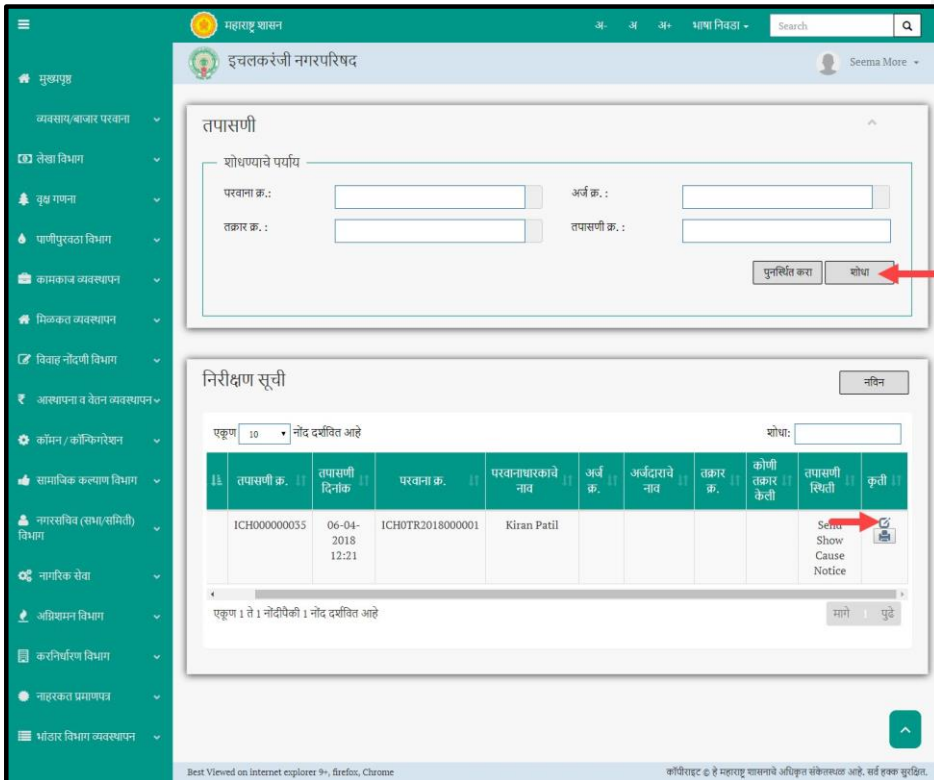 महाराष्ट्र शासन
अ- अ अ+ भाषा निवडा
Search
इचलकरंजी नगरपरिषद
Seema More
मुख्यपृष्ठ
व्यवसाय/बाजार परवाना
लेखा विभाग
वृक्ष गणना
पाणीपुरवठा विभाग
कामकाज व्यवस्थापन
मिळकत व्यवस्थापन
विवाह नोंदणी विभाग
आस्थापना व वेतन व्यवस्थापन
कॉमन / कॉन्फिगरेशन
सामाजिक कल्याण विभाग
नगरसचिव (सभा/समिती)
विभाग
नागरिक सेवा
अग्निशमन विभाग
करनिर्धारण विभाग
नाहरकत प्रमाणपत्र
भांडार विभाग व्यवस्थापन
तपासणी
शोधण्याचे पर्याय
परवाना क्र.: अर्ज क्र. :
तक्रार क्र. : तपासणी क्र. :
पुनर्स्थित करा शोधा
निरीक्षण सूची
नविन
एकूण 10 नोंद दर्शवित आहे शोधा:
तपासणी क्र. तपासणी दिनांक परवाना क्र. परवानाधारकाचे नाव अर्ज क्र. अर्जदाराचे नाव तक्रार क्र. कोणी तक्रार केली तपासणी स्थिती कृती
ICH000000035 06-04-2018 12:21 ICH0TR2018000001 Kiran Patil Send Show Cause Notice
एकूण 1 ते 1 नोंदीपैकी 1 नोंद दर्शवित आहे
मागे 1 पुढे
Best Viewed on internet explorer 9+, firefox, Chrome
कॉपीराइट © हे महाराष्ट्र शासनाचे अधिकृत संकेतस्थळ आहे. सर्व हक्क सुरक्षित.